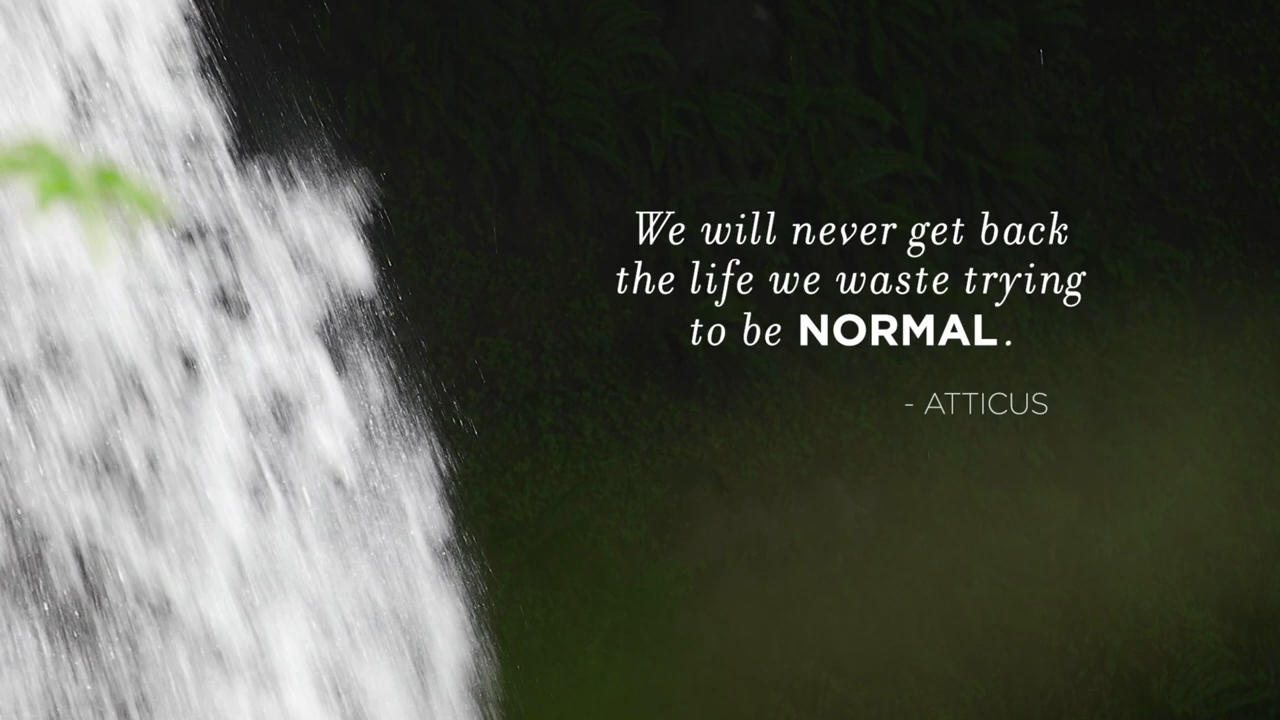 We will never get back
the life we waste trying
to be NORMAL.
- ATTICUS